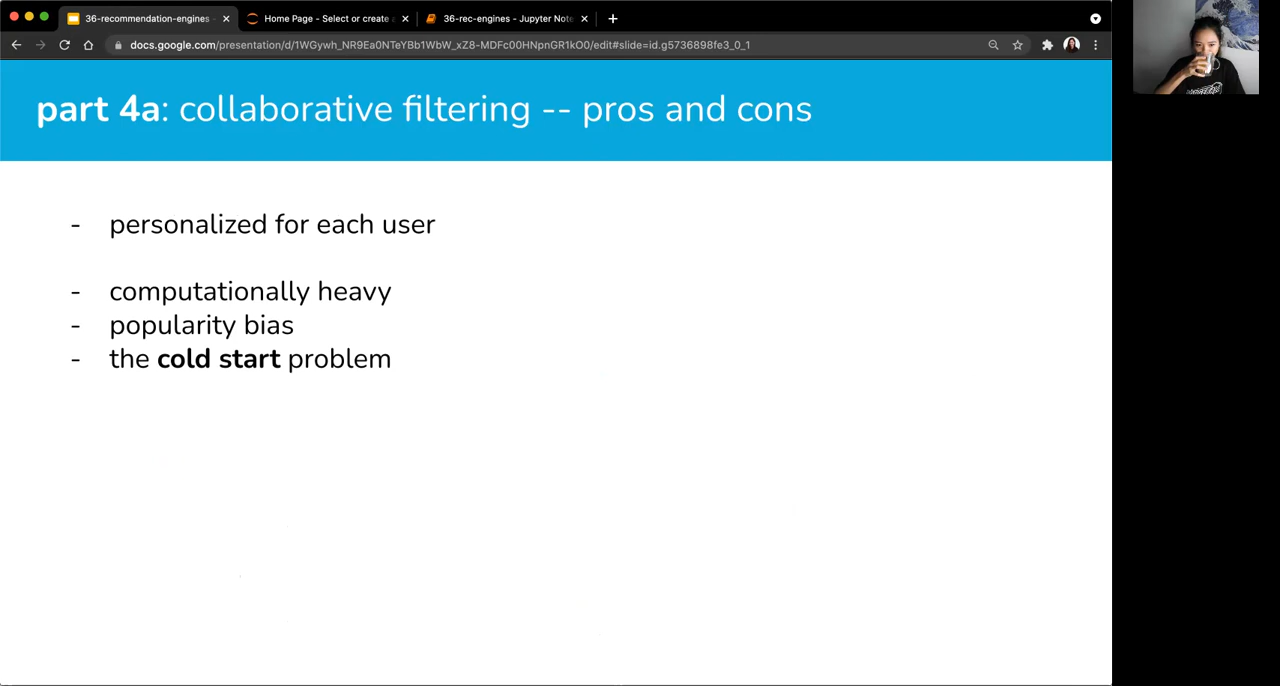 36-recommendation-engines -
Home Page - Select or create a
36-rec-engines - Jupyter Note
docs.google.com/presentation/d/1WGywh_NR9Ea0NTeYBb1WbW_xZ8-MDFc00HNpnGR1kO0/edit#slide=id.g5736898fe3_0_1
part 4a: collaborative filtering -- pros and cons
- personalized for each user
- computationally heavy
- popularity bias
- the cold start problem